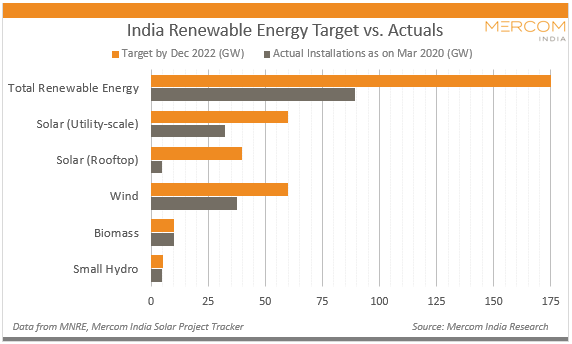 India Renewable Energy Target vs. Actuals
MERCOM
INDIA
Target by Dec 2022 (GW) Actual Installations as on Mar 2020 (GW)
Total Renewable Energy
Solar (Utility-scale)
Solar (Rooftop)
Wind
Biomass
Small Hydro
0 25 50 75 100 125 150 175
Data from MNRE, Mercom India Solar Project Tracker Source: Mercom India Research